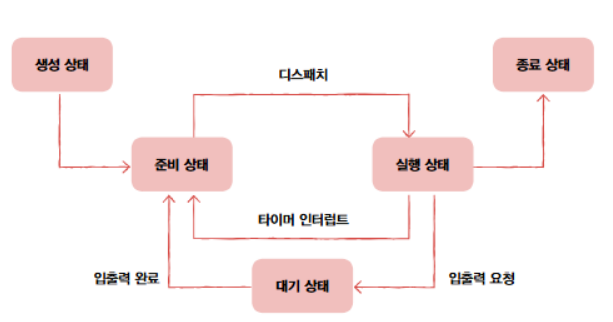 생성 상태
종료 상태
디스패치
준비 상태
실행 상태
타이머 인터럽트
입출력 완료
입출력 요청
대기 상태